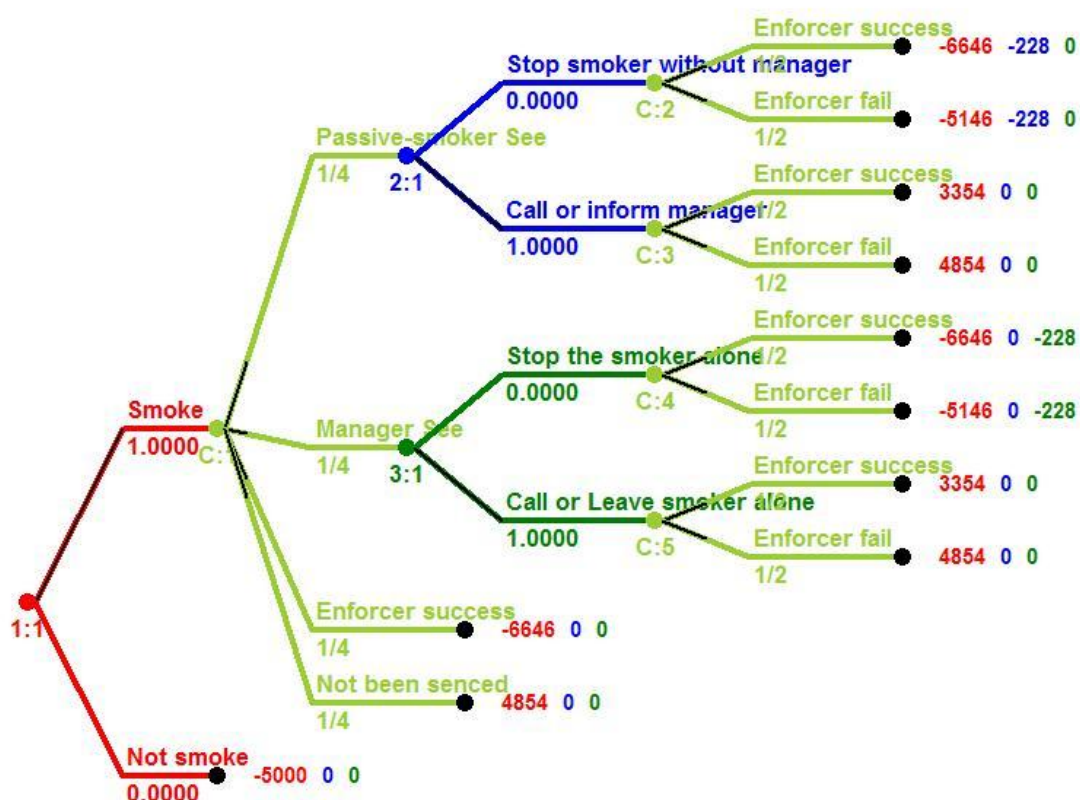 Enforcer success
-6646 -228 0
1/2
Stop smoker without manager
0.0000
C:2
Enforcer fail
-5146 -228 0
1/2
Passive-smoker See
1/4
2:1
Enforcer success
3354 0 0
1/2
Call or inform manager
1.0000
C:3
Enforcer fail
4854 0 0
1/2
Enforcer success
-6646 0 -228
1/2
Stop the smoker alone
0.0000
C:4
Enforcer fail
-5146 0 -228
1/2
Smoke
1.0000
Manager See
1/4
3:1
Enforcer success
3354 0 0
1/2
Call or Leave smoker alone
1.0000
C:5
Enforcer fail
4854 0 0
1/2
1:1
Enforcer success
-6646 0 0
1/4
Not been senced
4854 0 0
1/4
Not smoke
-5000 0 0
0.0000